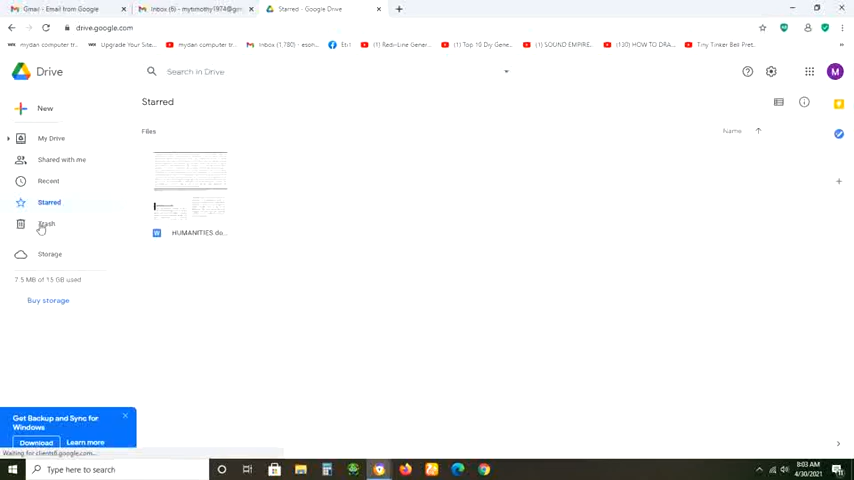 Gmail - Email from Google
Inbox (6) - mytimothy1974@gm
Starred - Google Drive
drive.google.com
mydan computer tr...
Upgrade Your Site...
mydan computer tr...
Inbox (1,780) - esoh...
(1) Redi-Line Gener...
(1) Top 10 Diy Gene...
(1) SOUND EMPIRE...
(130) HOW TO DRA...
Tiny Tinker Bell Pret...
Drive
Search in Drive
M
New
Starred
My Drive
Files
Name
Shared with me
Recent
Starred
Trash
W HUMANITIES do...
Storage
7.5 MB of 15 GB used
Buy storage
Get Backup and Sync for
Windows
Download Learn more
Waiting for clients6.google.com...
Type here to search
8:03 AM
4/30/2021